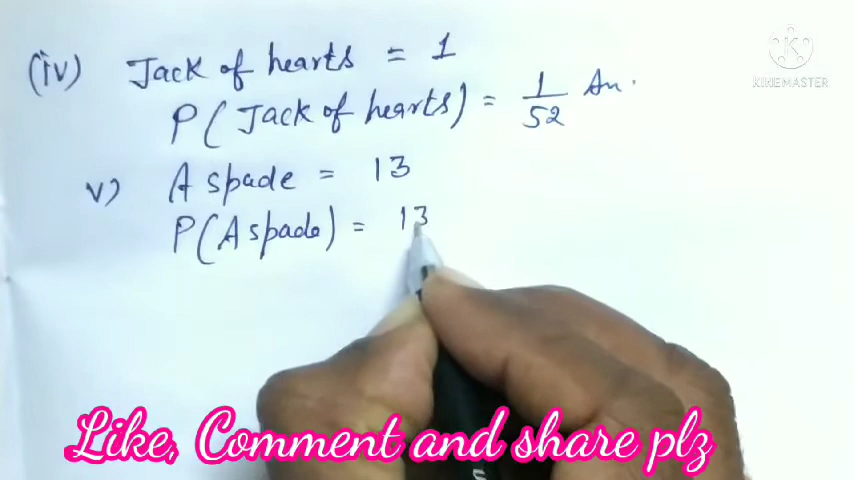 (iv) Jack of hearts = 1
P(Jack of hearts) = 1/52 An.
v) A spade = 13
P(A spade) = 13
KINEMASTER
Like, Comment and share plz